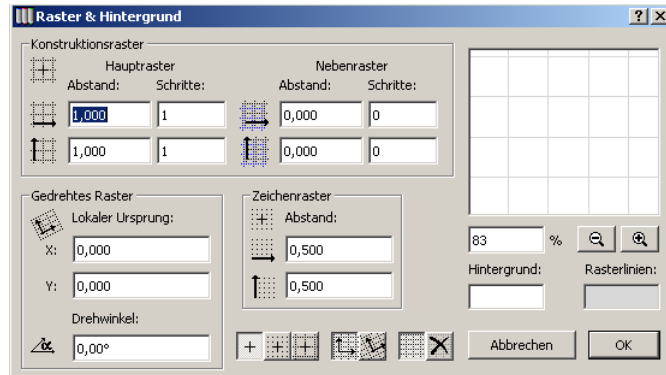 Raster & Hintergrund
Konstruktionsraster
Hauptraster
Nebenraster
Abstand: Schritte: Abstand: Schritte:
1,000 1 0,000 0
1,000 1 0,000 0
Gedrehtes Raster
Lokaler Ursprung:
X: 0,000
Y: 0,000
Drehwinkel:
α 0,00°
Zeichenraster
Abstand:
0,500
0,500
83 %
Hintergrund: Rasterlinien:
Abbrechen OK